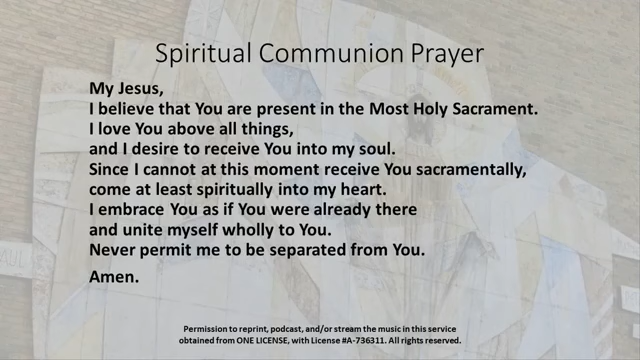 Spiritual Communion Prayer
My Jesus,
I believe that You are present in the Most Holy Sacrament.
I love You above all things,
and I desire to receive You into my soul.
Since I cannot at this moment receive You sacramentally,
come at least spiritually into my heart.
I embrace You as if You were already there
and unite myself wholly to You.
Never permit me to be separated from You.
Amen.
Permission to reprint, podcast, and/or stream the music in this service
obtained from ONE LICENSE, with License #A-736311. All rights reserved.